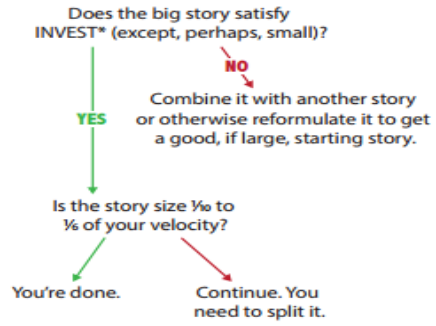 Does the big story satisfy
INVEST* (except, perhaps, small)?
NO
Combine it with another story
or otherwise reformulate it to get
a good, if large, starting story.
YES
Is the story size ⅒ to
⅙ of your velocity?
You're done.
Continue. You
need to split it.